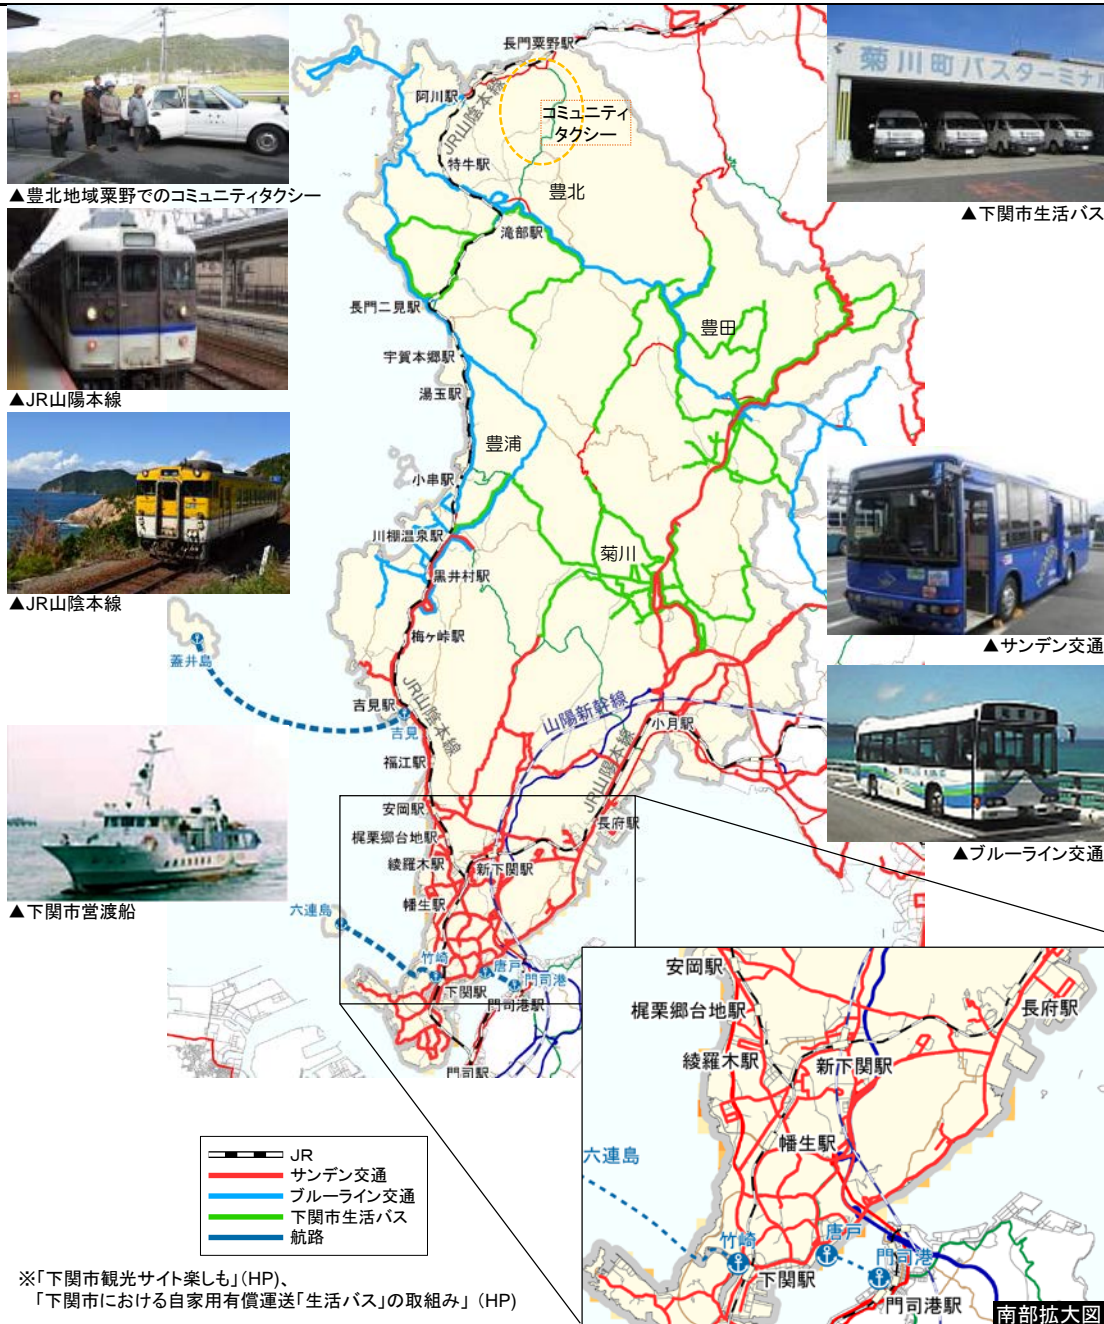 長門粟野駅
阿川駅
JR山陰本線
コミュニティ
タクシー
特牛駅
豊北
菊川町バスターミナル
▲豊北地域粟野でのコミュニティタクシー
▲下関市生活バス
滝部駅
長門二見駅
豊田
宇賀本郷駅
▲JR山陽本線
湯玉駅
豊浦
小串駅
川棚温泉駅
菊川
黒井村駅
▲JR山陰本線
梅ヶ峠駅
▲サンデン交通
蓋井島
JR山陰本線
吉見駅
吉見
山陽新幹線
小月駅
福江駅
JR山陽本線
安岡駅
長府駅
梶栗郷台地駅
綾羅木駅
新下関駅
▲ブルーライン交通
幡生駅
▲下関市営渡船
六連島
竹崎
唐戸
門司港
下関駅
門司港駅
門司駅
安岡駅
梶栗郷台地駅
長府駅
綾羅木駅
新下関駅
幡生駅
六連島
竹崎
唐戸
門司港
下関駅
門司港駅
南部拡大図
JR
サンデン交通
ブルーライン交通
下関市生活バス
航路
※「下関市観光サイト楽しも」(HP)、
「下関市における自家用有償運送「生活バス」の取組み」(HP)